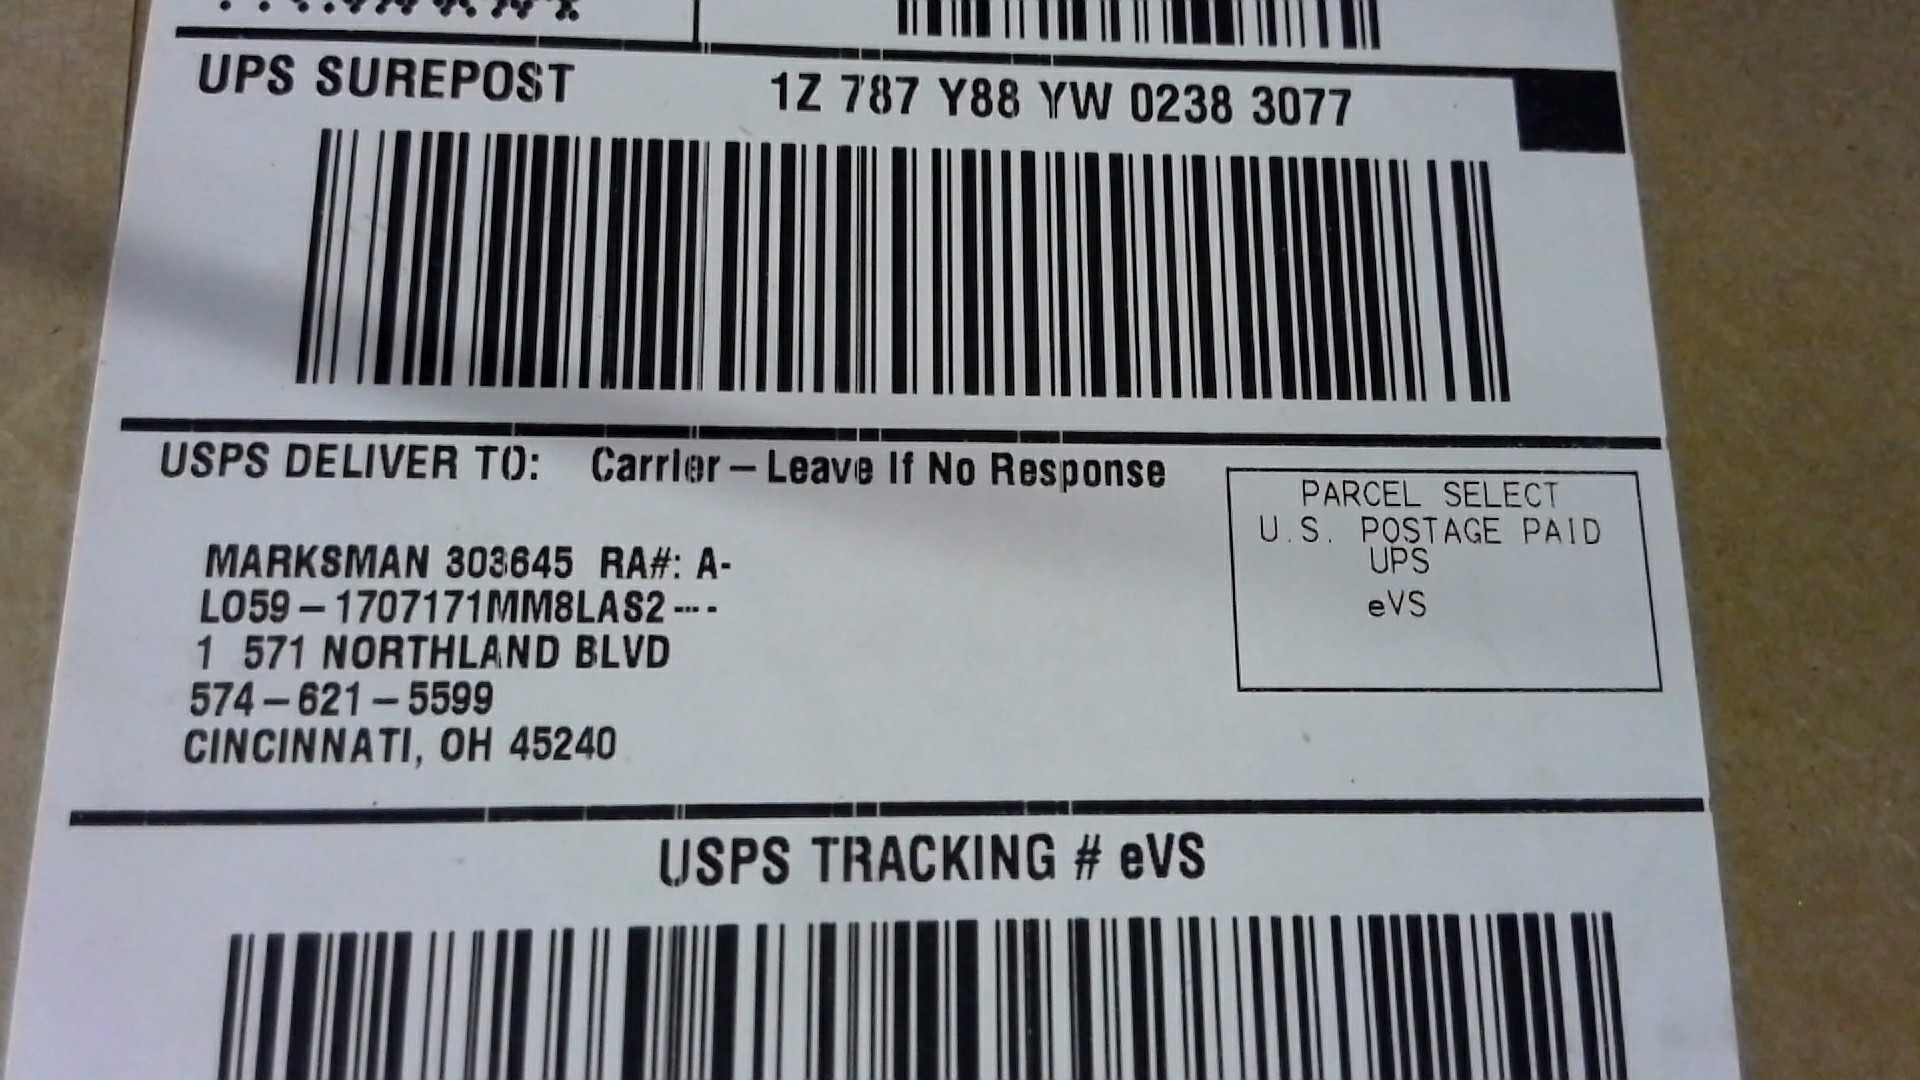 UPS SUREPOST
1Z 787 Y88 YW 0238 3077
USPS DELIVER TO: Carrier – Leave If No Response
PARCEL SELECT
U.S. POSTAGE PAID
UPS
eVS
MARKSMAN 303645 RA#: A-
LO59 – 1707171MM8LAS2 ---
1 571 NORTHLAND BLVD
574 – 621 – 5599
CINCINNATI, OH 45240
USPS TRACKING # eVS